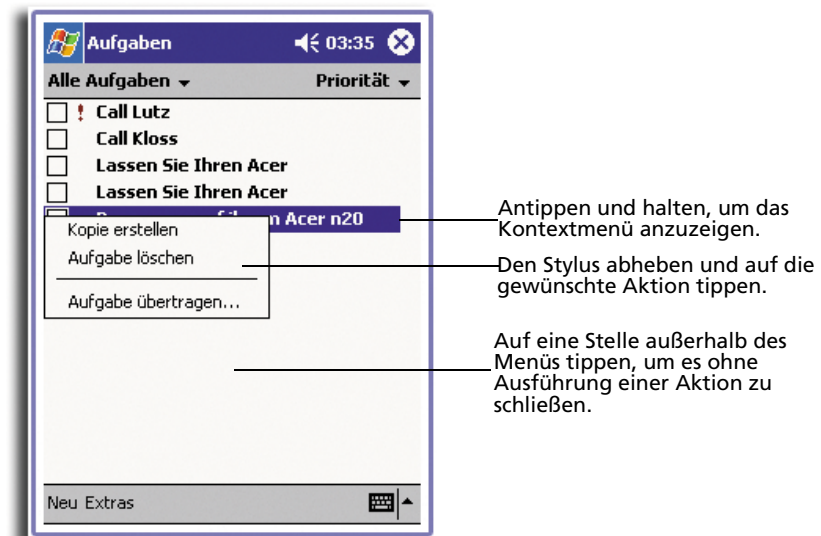 Aufgaben 03:35
Alle Aufgaben Priorität
! Call Lutz
Call Kloss
Lassen Sie Ihren Acer
Lassen Sie Ihren Acer
n Acer n20
Kopie erstellen
Aufgabe löschen
Aufgabe übertragen...
Neu Extras
Antippen und halten, um das
Kontextmenü anzuzeigen.
Den Stylus abheben und auf die
gewünschte Aktion tippen.
Auf eine Stelle außerhalb des
Menüs tippen, um es ohne
Ausführung einer Aktion zu
schließen.